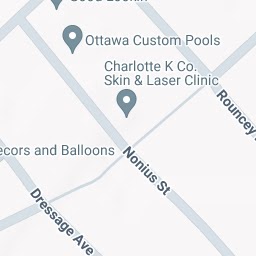 Ottawa Custom Pools
Charlotte K Co.
Skin & Laser Clinic
ecors and Balloons
Nonius St
Dressage Ave
Rouncey